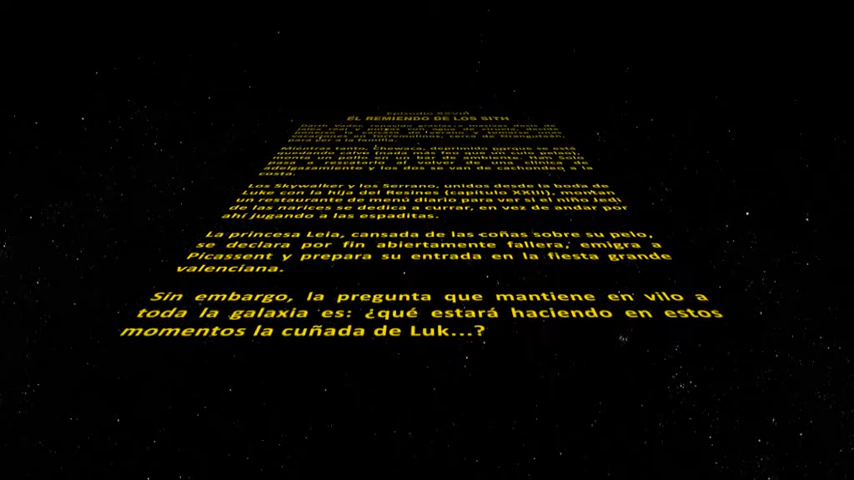 EL REMIENDO DE LOS SITH
para ver a la familia.
Mientras tanto, Chewaca, deprimido porque se está
quedando calvo (nada más feo que un culo pelao),
monta un pollo en un bar de ambiente. Han Solo
pasa a rescatarlo al volver de una clínica de
adelgazamiento y los dos se van de cachondeo a la
costa.
Los Skywalker y los Serrano, unidos desde la boda de
Luke con la hija del Resines (capítulo XXIII), montan
un restaurante de menú diario para ver si el niño Jedi
de las narices se dedica a currar, en vez de andar por
ahí jugando a las espaditas.
La princesa Leia, cansada de las coñas sobre su pelo,
se declara por fin abiertamente fallera, emigra a
Picassent y prepara su entrada en la fiesta grande
valenciana.
Sin embargo, la pregunta que mantiene en vilo a
toda la galaxia es: ¿qué estará haciendo en estos
momentos la cuñada de Luk...?